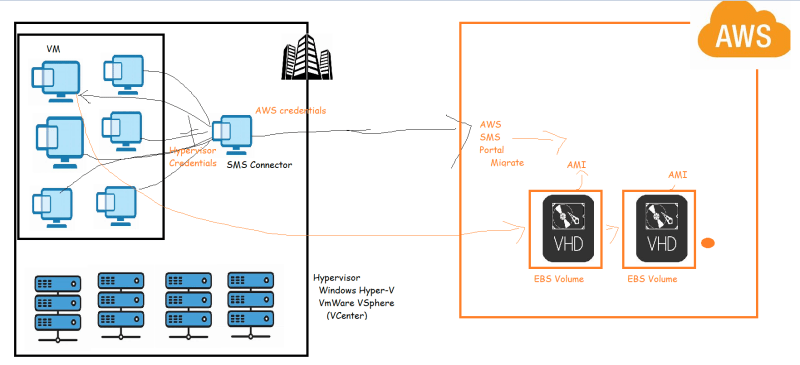 AWS
VM
AWS credentials
Hypervisor
Credentials
SMS Connector
AWS
SMS
Portal
Miarate
AMI
AMI
VHD
VHD
EBS Volume
EBS Volume
Hypervisor
Windows Hyper-V
VmWare VSphere
(VCenter)